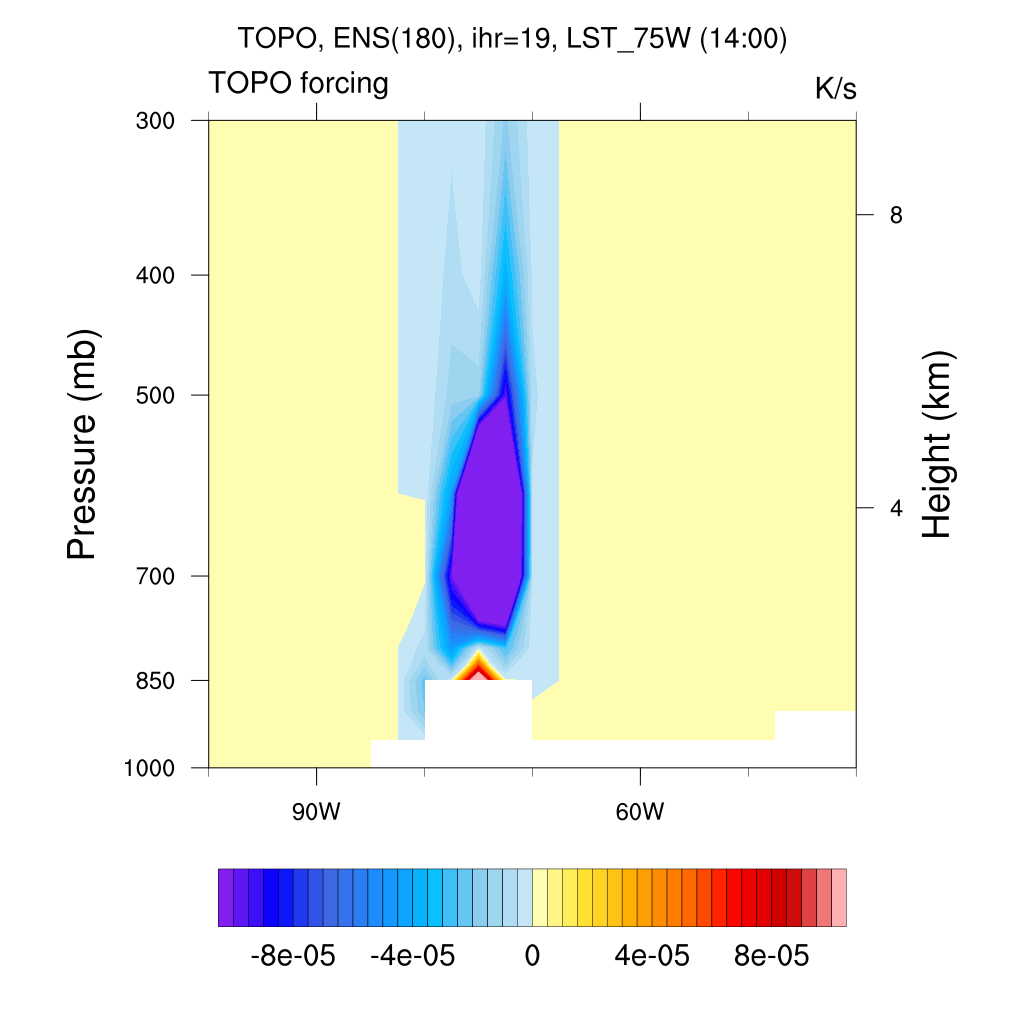 TOPO, ENS(180), ihr=19, LST_75W (14:00)
TOPO forcing
K/s
300
400
500
700
850
1000
Pressure (mb)
8
4
Height (km)
90W
60W
-8e-05
-4e-05
0
4e-05
8e-05